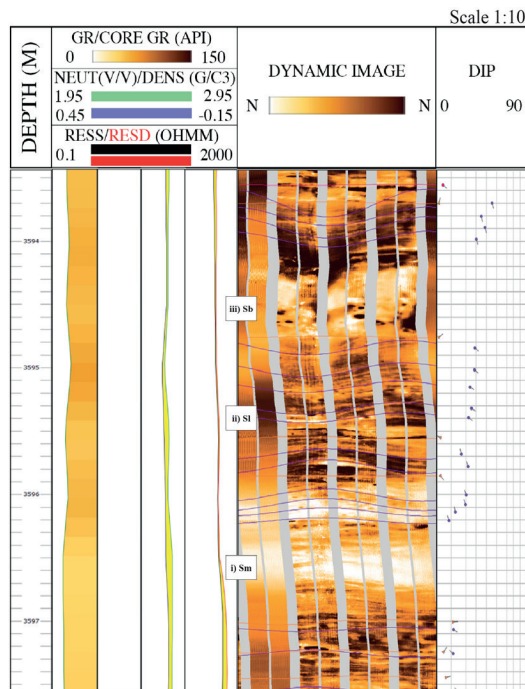 Scale 1:10
DEPTH (M)
GR/CORE GR (API)
0 150
NEUT(V/V)/DENS (G/C3)
1.95 2.95
0.45 -0.15
RESS/RESD (OHMM)
0.1 2000
DYNAMIC IMAGE
N N
DIP
0 90
3594
iii) Sb
3595
ii) Sl
3596
i) Sm
3597